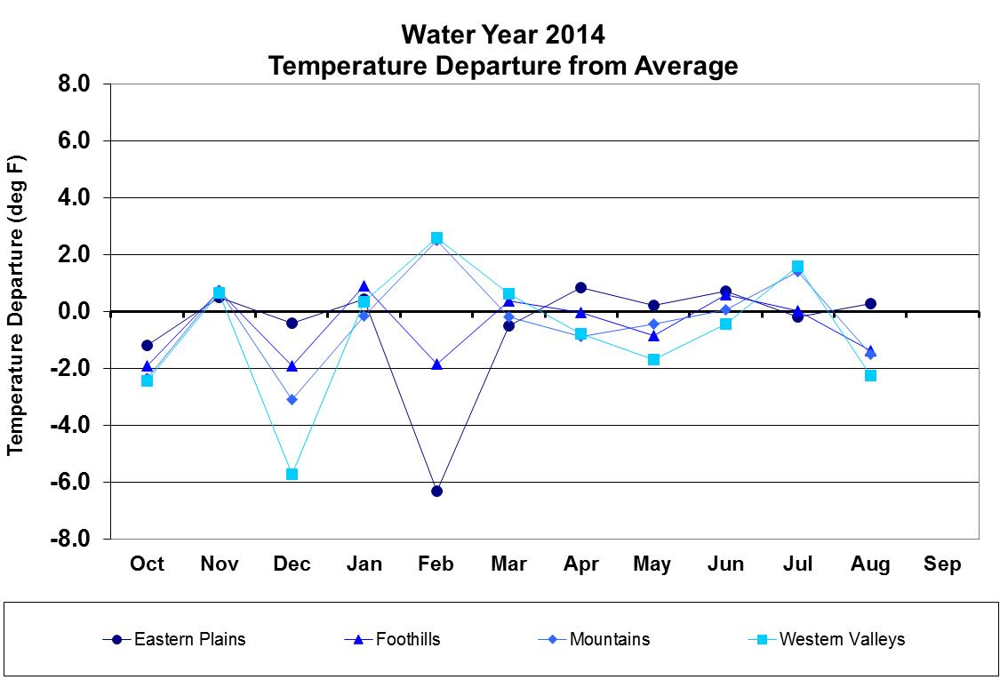 Water Year 2014
Temperature Departure from Average
Temperature Departure (deg F)
8.0
6.0
4.0
2.0
0.0
-2.0
-4.0
-6.0
-8.0
Oct Nov Dec Jan Feb Mar Apr May Jun Jul Aug Sep
Eastern Plains Foothills Mountains Western Valleys